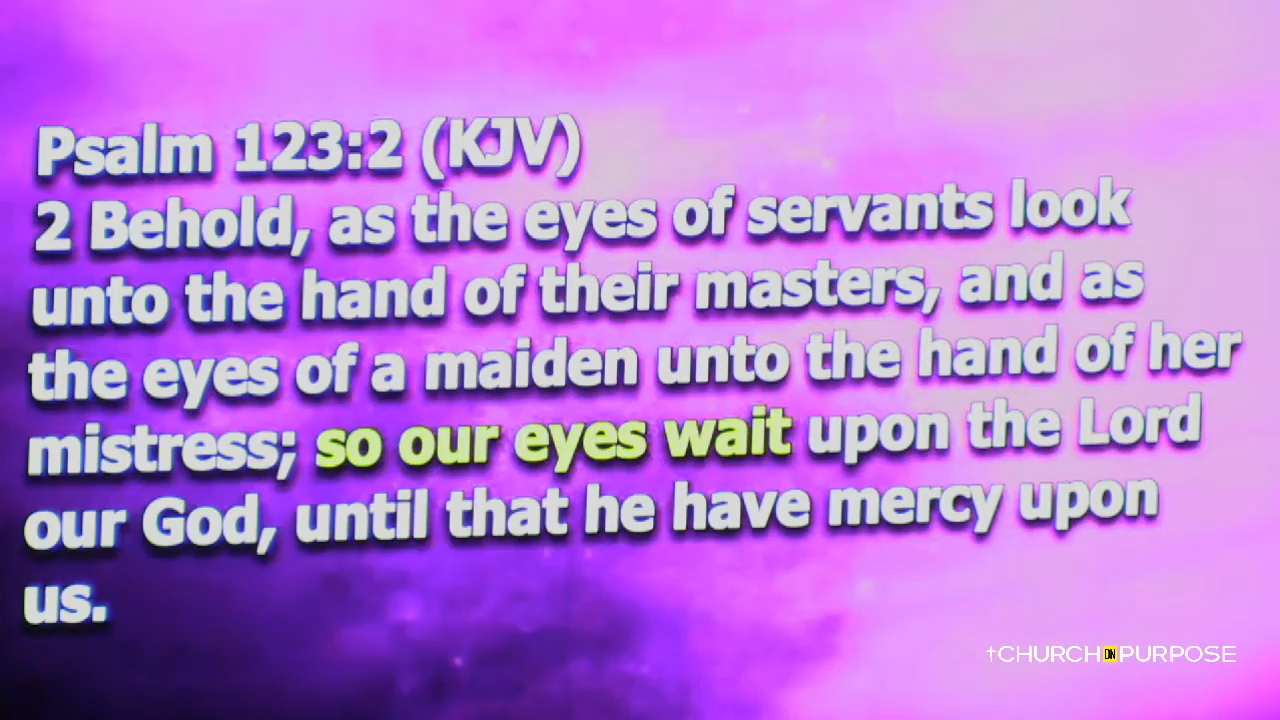 Psalm 123:2 (KJV)
2 Behold, as the eyes of servants look
unto the hand of their masters, and as
the eyes of a maiden unto the hand of her
mistress; so our eyes wait upon the Lord
our God, until that he have mercy upon
us.
†CHURCH ON PURPOSE